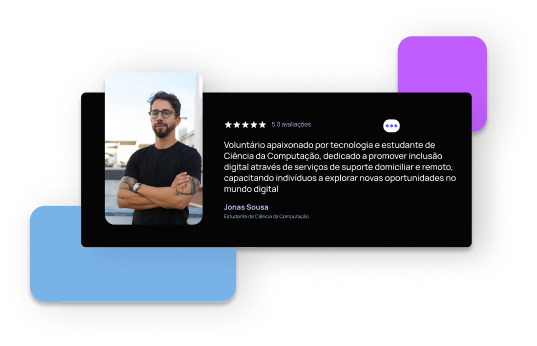 5.0 avaliações
Voluntário apaixonado por tecnologia e estudante de
Ciência da Computação, dedicado a promover inclusão
digital através de serviços de suporte domiciliar e remoto,
capacitando indivíduos a explorar novas oportunidades no
mundo digital
Jonas Sousa
Estudante de Ciência da Computação